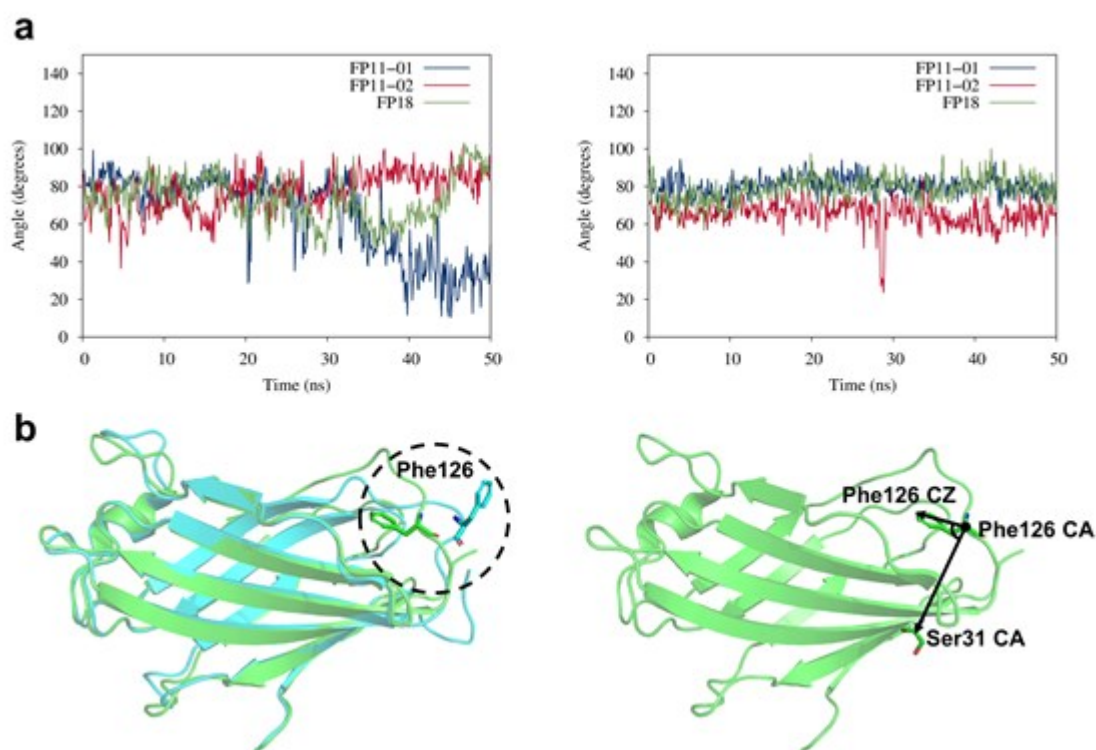 a
140
120
100
80
60
40
20
0
Angle (degrees)
FP11-01
FP11-02
FP18
0 10 20 30 40 50
Time (ns)
140
120
100
80
60
40
20
0
Angle (degrees)
FP11-01
FP11-02
FP18
0 10 20 30 40 50
Time (ns)
b
Phe126
Phe126 CZ
Phe126 CA
Ser31 CA